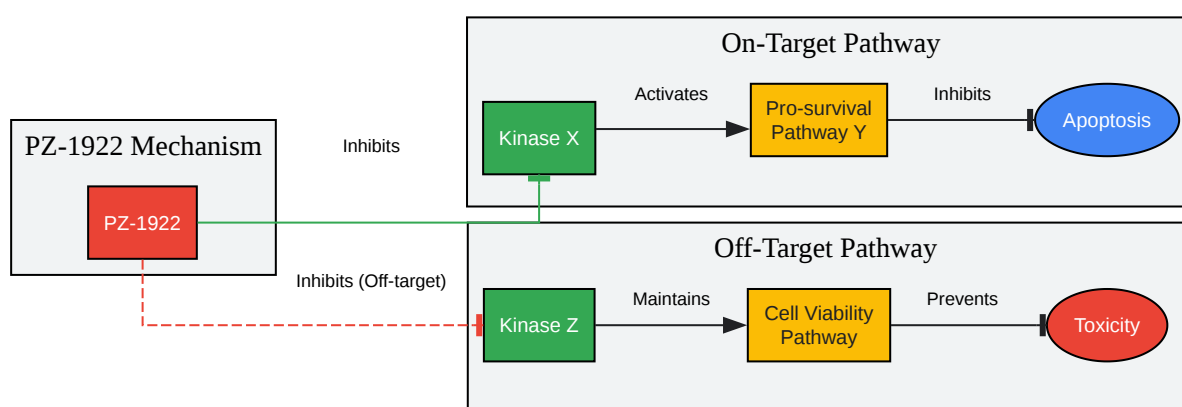 On-Target Pathway
Activates
Inhibits
Kinase X
Pro-survival
Pathway Y
Apoptosis
PZ-1922 Mechanism
Inhibits
PZ-1922
Inhibits (Off-target)
Off-Target Pathway
Maintains
Prevents
Kinase Z
Cell Viability
Pathway
Toxicity